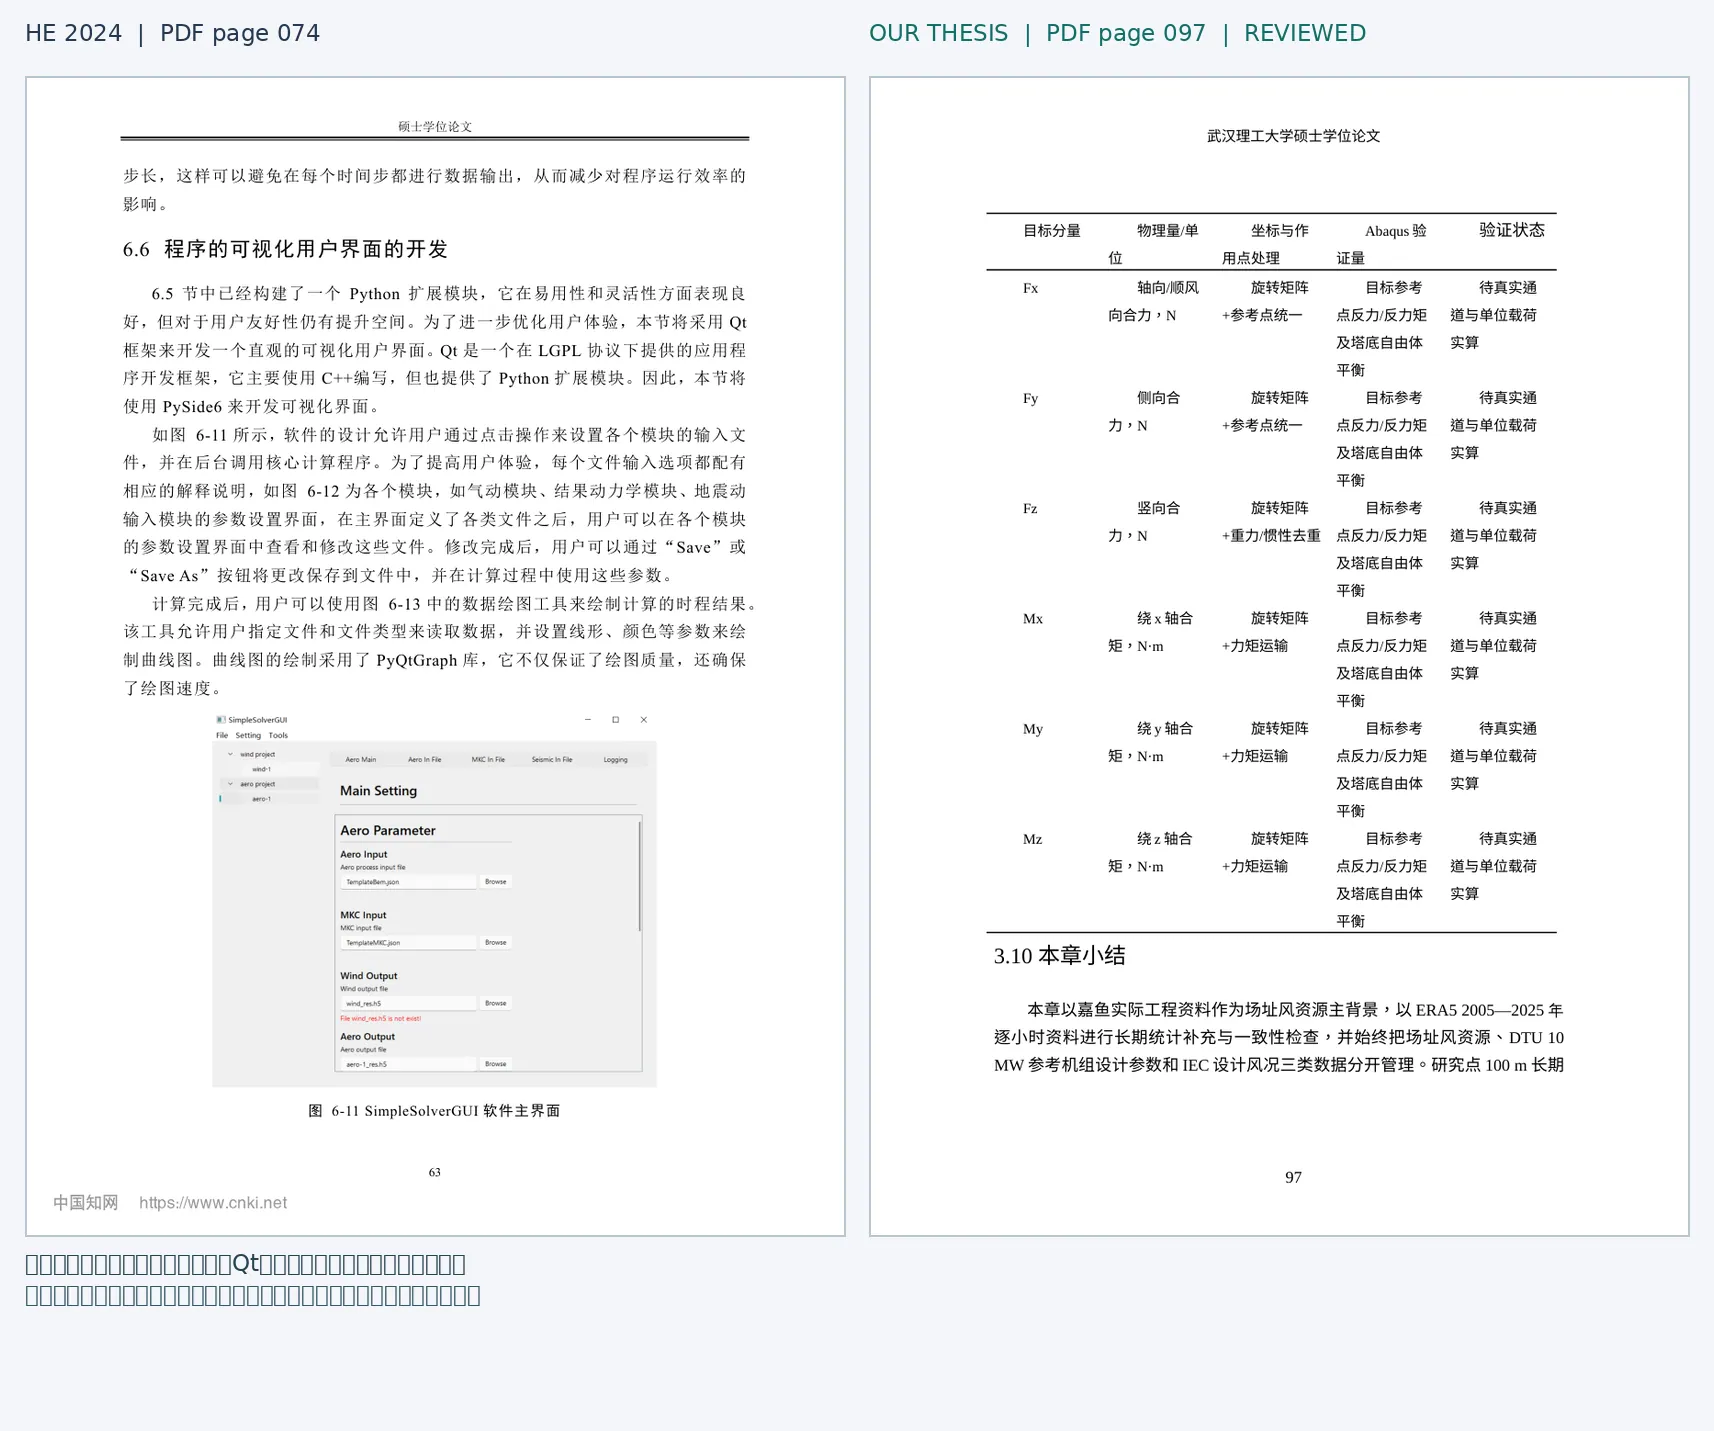 HE 2024 | PDF page 074
硕士学位论文
步长，这样可以避免在每个时间步都进行数据输出，从而减少对程序运行效率的
影响。
6.6 程序的可视化用户界面的开发
6.5 节中已经构建了一个 Python 扩展模块，它在易用性和灵活性方面表现良
好，但对于用户友好性仍有提升空间。为了进一步优化用户体验，本节将采用 Qt
框架来开发一个直观的可视化用户界面。Qt 是一个在 LGPL 协议下提供的应用程
序开发框架，它主要使用 C++编写，但也提供了 Python 扩展模块。因此，本节将
使用 PySide6 来开发可视化界面。
如图 6-11 所示，软件的设计允许用户通过点击操作来设置各个模块的输入文
件，并在后台调用核心计算程序。为了提高用户体验，每个文件输入选项都配有
相应的解释说明，如图 6-12 为各个模块，如气动模块、结果动力学模块、地震动
输入模块的参数设置界面，在主界面定义了各类文件之后，用户可以在各个模块
的参数设置界面中查看和修改这些文件。修改完成后，用户可以通过“Save”或
“Save As”按钮将更改保存到文件中，并在计算过程中使用这些参数。
计算完成后，用户可以使用图 6-13 中的数据绘图工具来绘制计算的时程结果。
该工具允许用户指定文件和文件类型来读取数据，并设置线形、颜色等参数来绘
制曲线图。曲线图的绘制采用了 PyQtGraph 库，它不仅保证了绘图质量，还确保
了绘图速度。
SimpleSolverGUI
File Setting Tools
wind project
wind-1
aero project
aero-1
Aero Main Aero In File MKC In File Seismic In File Logging
Main Setting
Aero Parameter
Aero Input
Aero process input file
TemplateBem.json Browse
MKC Input
MKC input file
TemplateMKC.json Browse
Wind Output
Wind output file
wind_res.h5 Browse
File wind_res.h5 is not exist!
Aero Output
Aero output file
aero-1_res.h5 Browse
图 6-11 SimpleSolverGUI 软件主界面
63
中国知网 https://www.cnki.net
OUR THESIS | PDF page 097 | REVIEWED
武汉理工大学硕士学位论文
目标分量 物理量/单 坐标与作 Abaqus 验 验证状态
位 用点处理 证量
Fx 轴向/顺风 旋转矩阵 目标参考 待真实通
向合力，N +参考点统一 点反力/反力矩 道与单位载荷
及塔底自由体 实算
平衡
Fy 侧向合 旋转矩阵 目标参考 待真实通
力，N +参考点统一 点反力/反力矩 道与单位载荷
及塔底自由体 实算
平衡
Fz 竖向合 旋转矩阵 目标参考 待真实通
力，N +重力/惯性去重 点反力/反力矩 道与单位载荷
及塔底自由体 实算
平衡
Mx 绕 x 轴合 旋转矩阵 目标参考 待真实通
矩，N·m +力矩运输 点反力/反力矩 道与单位载荷
及塔底自由体 实算
平衡
My 绕 y 轴合 旋转矩阵 目标参考 待真实通
矩，N·m +力矩运输 点反力/反力矩 道与单位载荷
及塔底自由体 实算
平衡
Mz 绕 z 轴合 旋转矩阵 目标参考 待真实通
矩，N·m +力矩运输 点反力/反力矩 道与单位载荷
及塔底自由体 实算
平衡
3.10 本章小结
本章以嘉鱼实际工程资料作为场址风资源主背景，以 ERA5 2005—2025 年
逐小时资料进行长期统计补充与一致性检查，并始终把场址风资源、DTU 10
MW 参考机组设计参数和 IEC 设计风况三类数据分开管理。研究点 100 m 长期
97
Qt